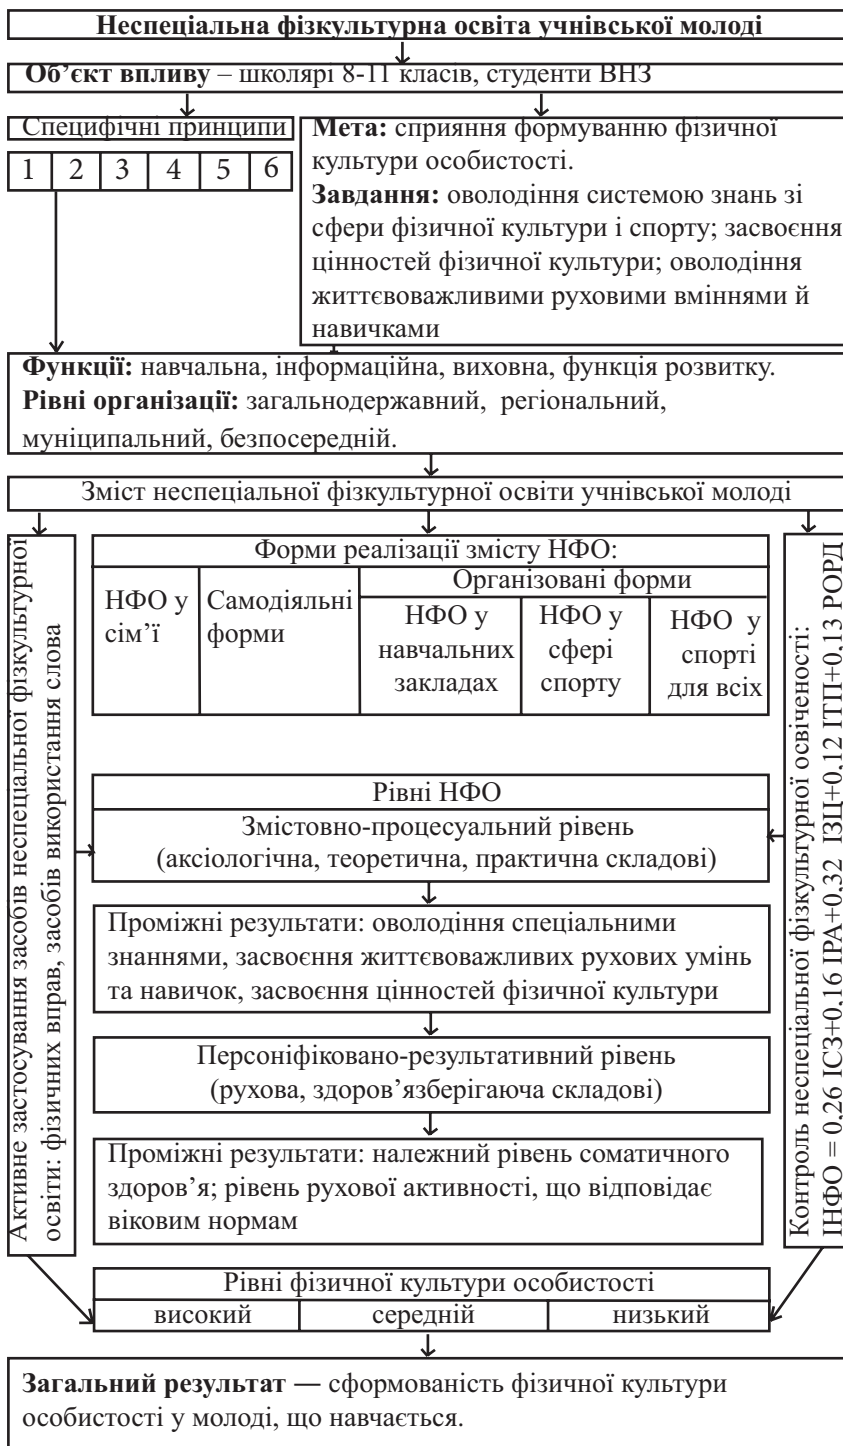 Неспеціальна фізкультурна освіта учнівської молоді
Об’єкт впливу – школярі 8-11 класів, студенти ВНЗ
Специфічні принципи
1 2 3 4 5 6
Мета: сприяння формуванню фізичної
культури особистості.
Завдання: оволодіння системою знань зі
сфери фізичної культури і спорту; засвоєння
цінностей фізичної культури; оволодіння
життєвоважливими руховими вміннями й
навичками
Функції: навчальна, інформаційна, виховна, функція розвитку.
Рівні організації: загальнодержавний, регіональний,
муніципальний, безпосередній.
Зміст неспеціальної фізкультурної освіти учнівської молоді
Активне застосування засобів неспеціальної фізкультурної
освіти: фізичних вправ, засобів використання слова
Форми реалізації змісту НФО:
НФО у
сім’ї
Самодіяльні
форми
Організовані форми
НФО у
навчальних
закладах
НФО у
сфері
спорту
НФО у
спорті
для всіх
Рівні НФО
Змістовно-процесуальний рівень
(аксіологічна, теоретична, практична складові)
Проміжні результати: оволодіння спеціальними
знаннями, засвоєння життєвоважливих рухових умінь
та навичок, засвоєння цінностей фізичної культури
Персоніфіковано-результативний рівень
(рухова, здоров’язберігаюча складові)
Проміжні результати: належний рівень соматичного
здоров’я; рівень рухової активності, що відповідає
віковим нормам
Контроль неспеціальної фізкультурної освіченості:
ІНФО = 0,26 ІСЗ+0,16 ІРА+0,32 ІЗЦ+0,12 ІТП+0,13 РОРД
Рівні фізичної культури особистості
високий середній низький
Загальний результат — сформованість фізичної культури
особистості у молоді, що навчається.